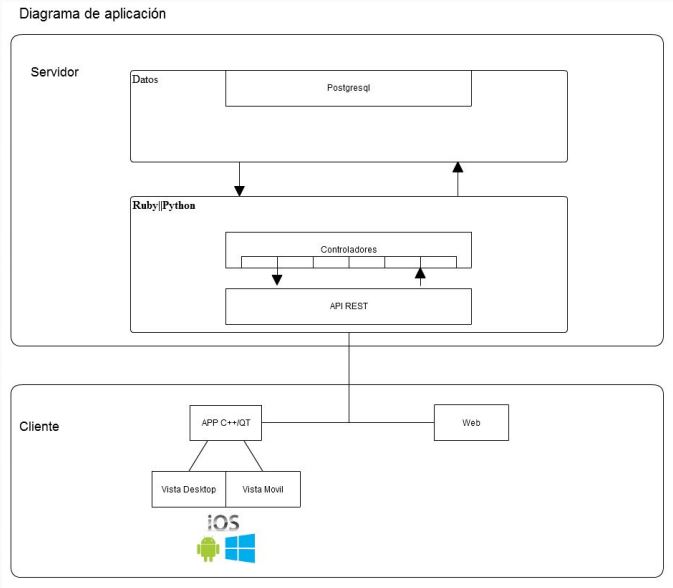 Diagrama de aplicación
Servidor
Datos
Postgresql
Ruby||Python
Controladores
API REST
Cliente
APP C++/QT
Web
Vista Desktop
Vista Movil
iOS